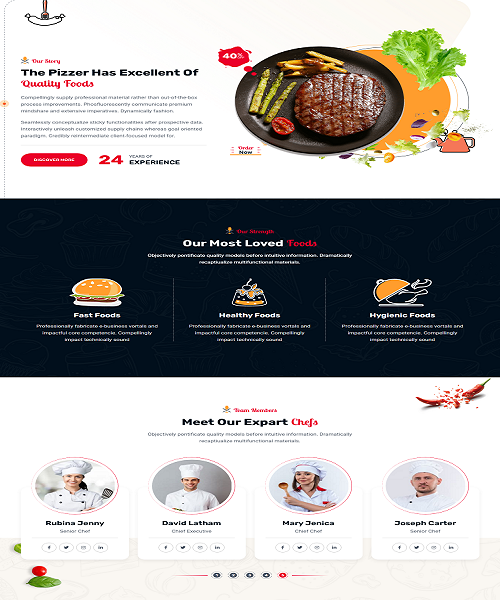 Our Story
40%
The Pizzer Has Excellent Of
Quality Foods
Compellingly supply professional material rather than out-of-the-box
process improvements. Phosfluorescently communicate premium
mindshare and extensive imperatives. Dynamically fashion.
Seamlessly conceptualize sticky functionalities after prospective data.
Interactively unleash customized supply chains whereas goal oriented
paradigm. Credibly reintermediate client-focused model for.
Order
Now
DISCOVER MORE
24 YEARS OF
EXPERIENCE
Our Strength
Our Most Loved Foods
Objectively pontificate quality models before intuitive information. Dramatically
recaptiualize multifunctional materials.
Fast Foods
Professionally fabricate e-business vortals and
impactful core competencie. Compellingly
impact technically sound
Healthy Foods
Professionally fabricate e-business vortals and
impactful core competencie. Compellingly
impact technically sound
Hygienic Foods
Professionally fabricate e-business vortals and
impactful core competencie. Compellingly
impact technically sound
Team Members
Meet Our Expart Chefs
Objectively pontificate quality models before intuitive information. Dramatically
recaptiualize multifunctional materials.
Rubina Jenny
Senior Chef
David Latham
Chief Executive
Mary Jenica
Chief Chef
Joseph Carter
Senior Chef